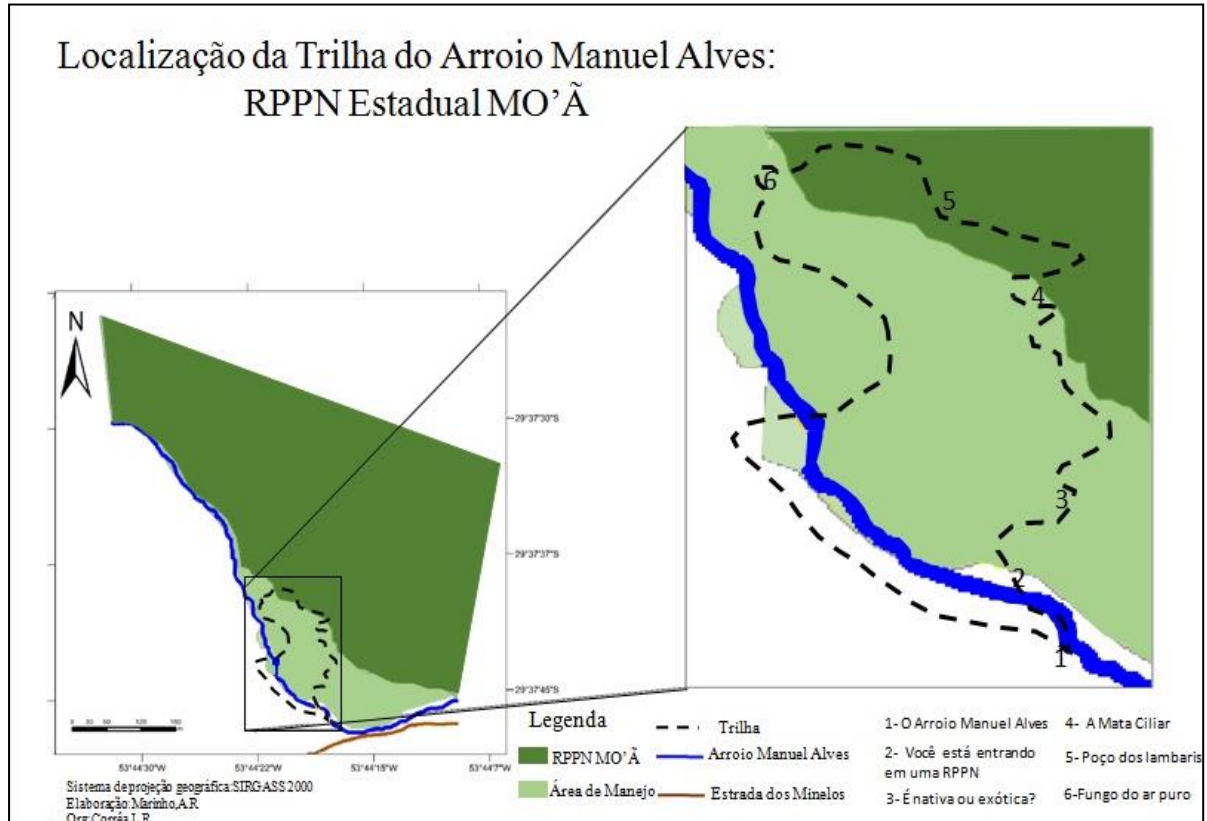 Localização da Trilha do Arroio Manuel Alves:
RPPN Estadual MO'Ã
6
5
4
3
2
1
N
29°37'30"S
29°37'37"S
29°37'45"S
53°44'30"W
53°44'22"W
53°44'15"W
53°44'7"W
Sistema de projeção geográfica:SIRGASS 2000
Elaboração:Marinho,A.R
Org:Corrêa,L.R
Legenda
RPPN MO'Ã
Área de Manejo
Trilha
Arroio Manuel Alves
Estrada dos Minelos
1- O Arroio Manuel Alves
2- Você está entrando
em uma RPPN
3- É nativa ou exótica?
4- A Mata Ciliar
5- Poço dos lambaris
6-Fungo do ar puro